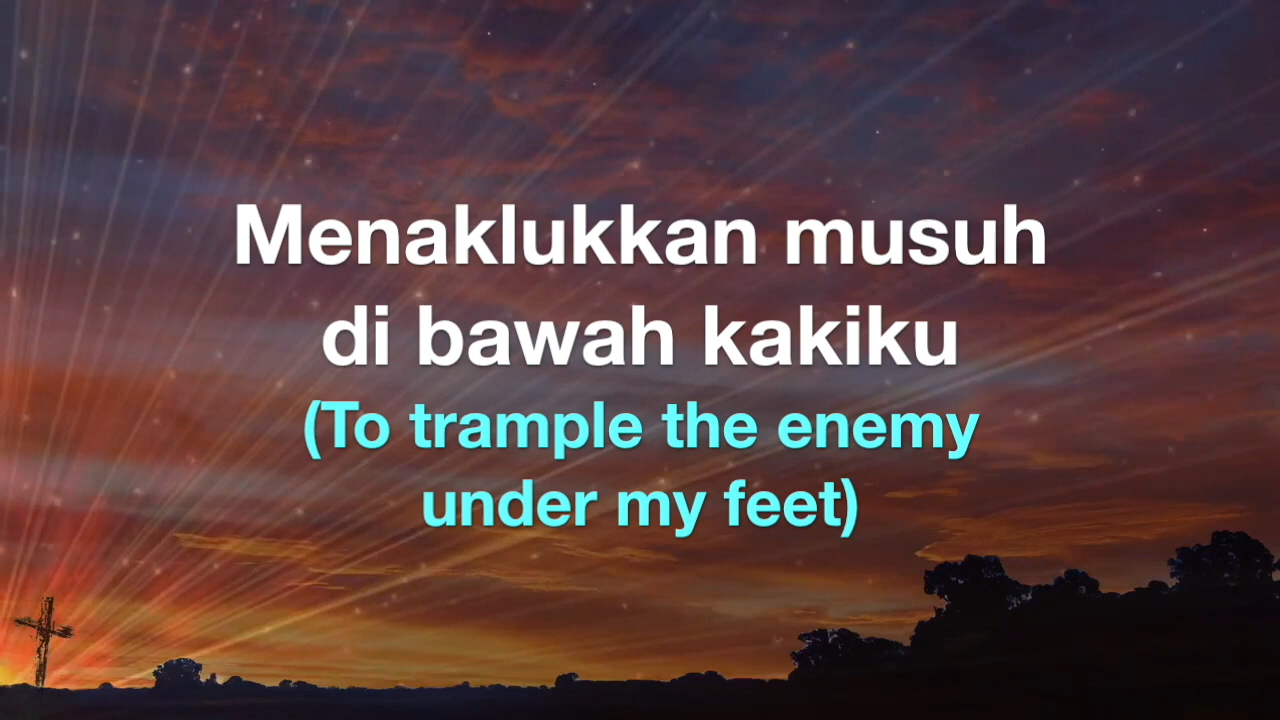 Menaklukkan musuh
di bawah kakiku
(To trample the enemy
under my feet)